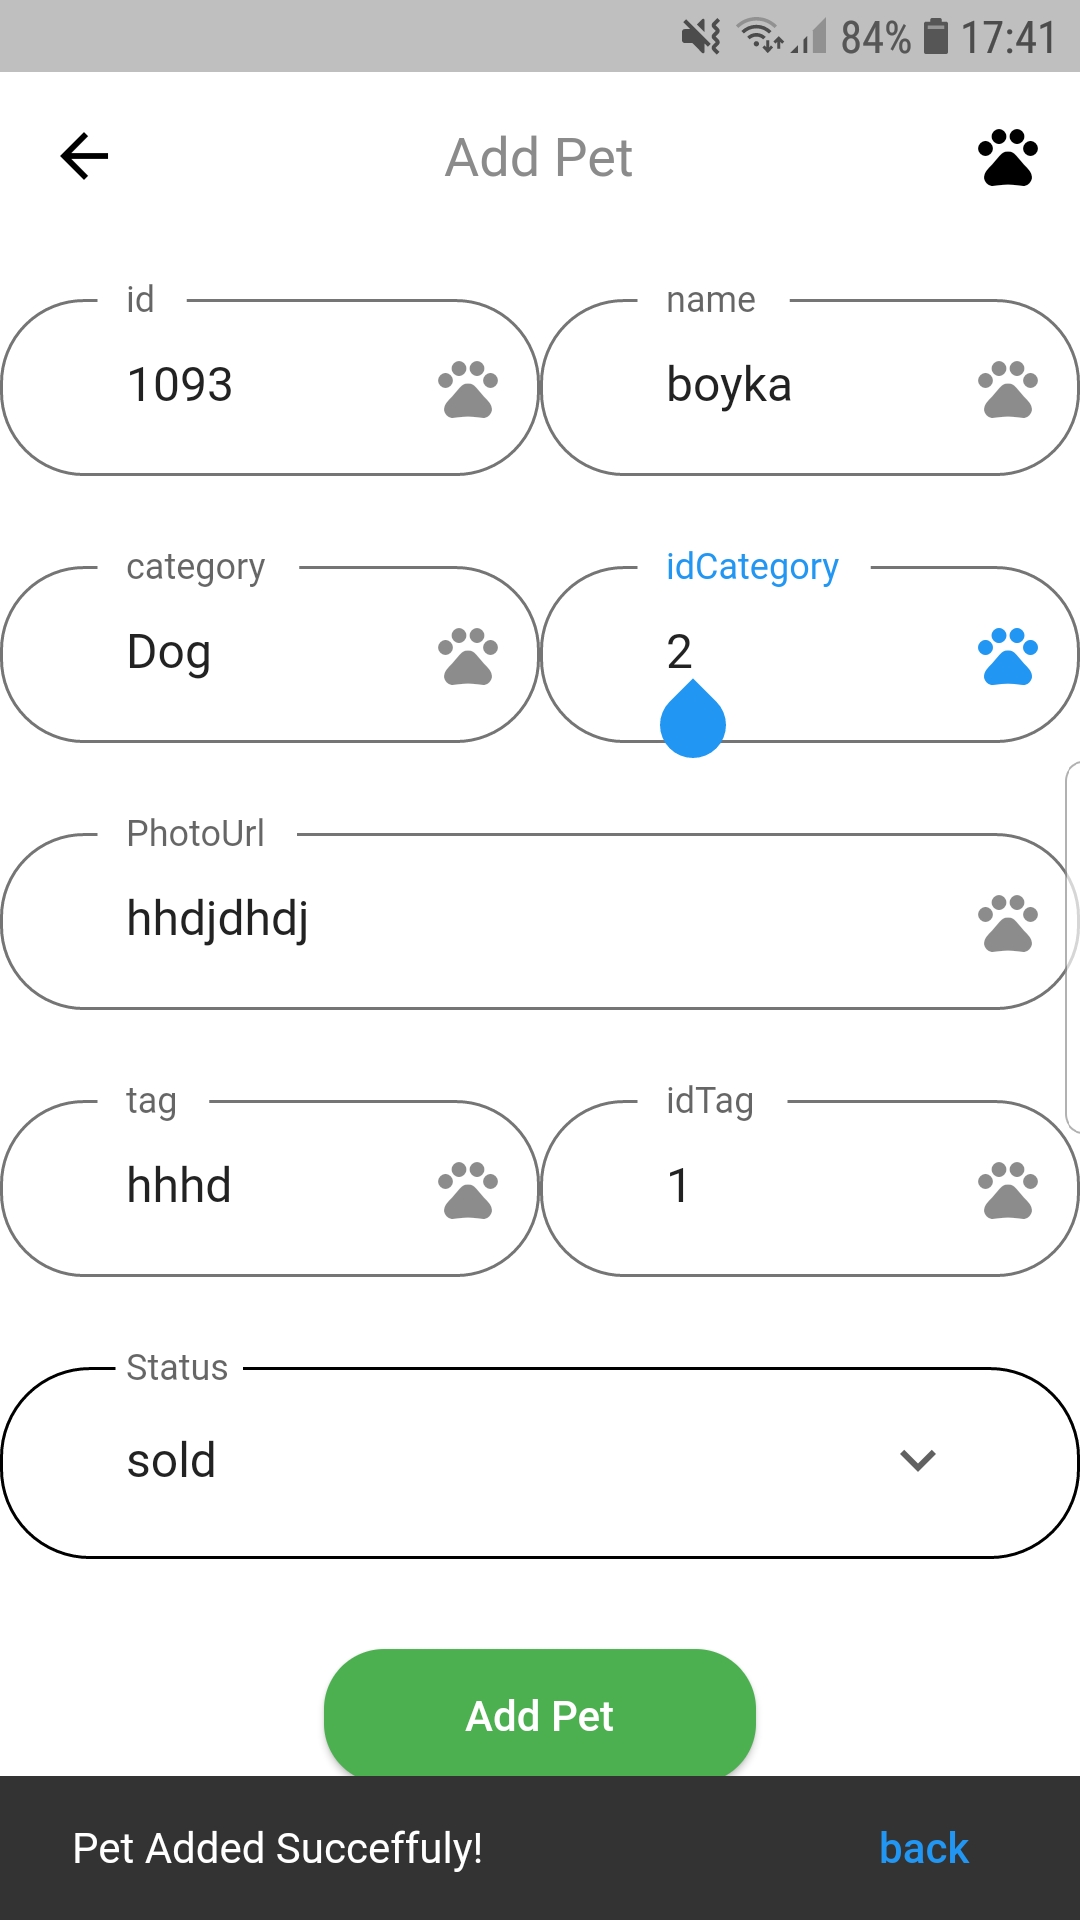 84% 17:41
Add Pet
id name
1093 boyka
category idCategory
Dog 2
PhotoUrl
hhdjdhdj
tag idTag
hhhd 1
Status
sold
Add Pet
Pet Added Succeffuly! back